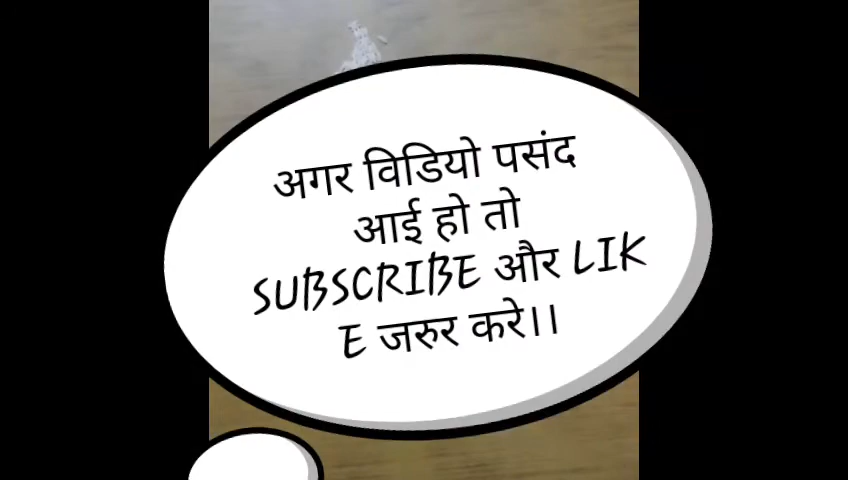 अगर विडियो पसंद
आई हो तो
SUBSCRIBE और LIK
E जरुर करे।।